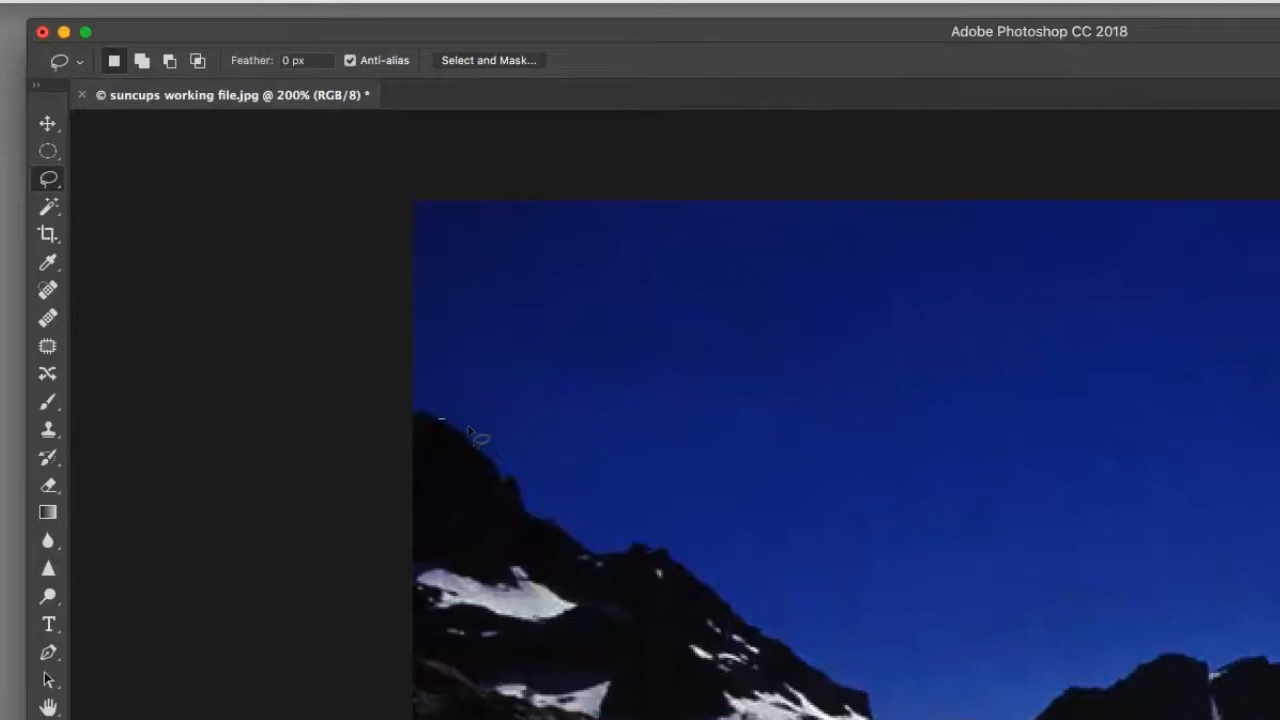 Adobe Photoshop CC 2018
Feather: 0 px Anti-alias Select and Mask...
× © suncups working file.jpg @ 200% (RGB/8) *
T